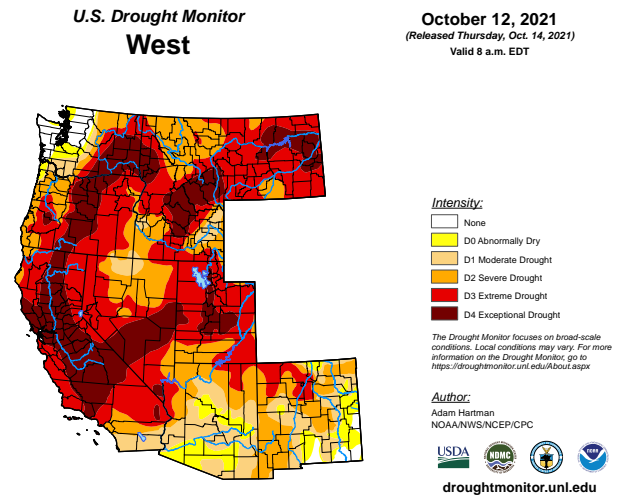 U.S. Drought Monitor
West
October 12, 2021
(Released Thursday, Oct. 14, 2021)
Valid 8 a.m. EDT
Intensity:
None
D0 Abnormally Dry
D1 Moderate Drought
D2 Severe Drought
D3 Extreme Drought
D4 Exceptional Drought
The Drought Monitor focuses on broad-scale
conditions. Local conditions may vary. For more
information on the Drought Monitor, go to
https://droughtmonitor.unl.edu/About.aspx
Author:
Adam Hartman
NOAA/NWS/NCEP/CPC
USDA
NDMC
NOAA
droughtmonitor.unl.edu